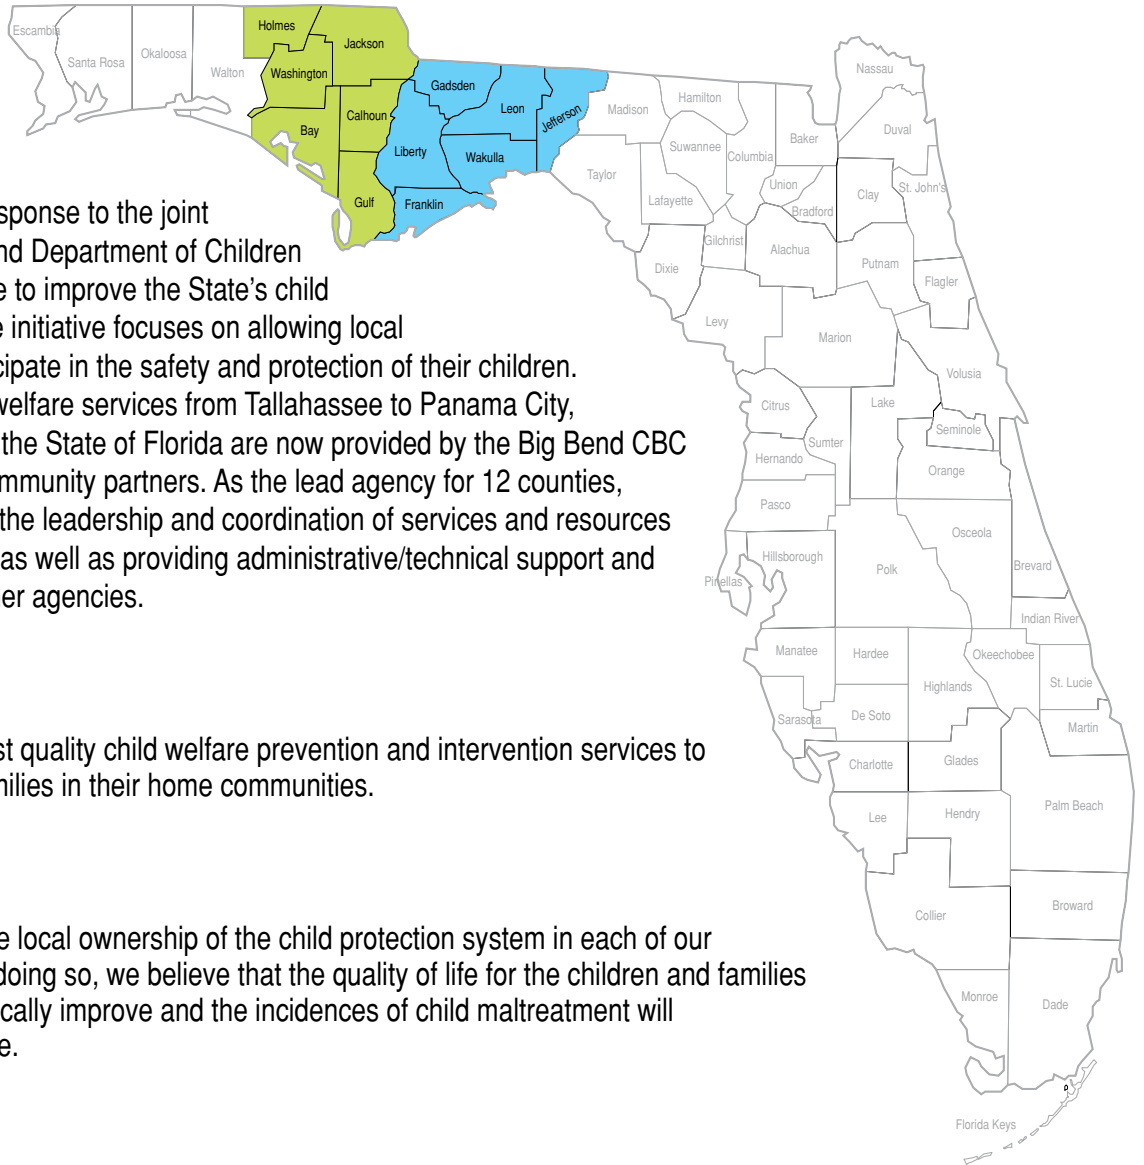 Escambia
Santa Rosa
Okaloosa
Walton
Holmes
Jackson
Washington
Bay
Calhoun
Gulf
Gadsden
Leon
Jefferson
Liberty
Wakulla
Franklin
Madison
Hamilton
Taylor
Suwannee
Lafayette
Columbia
Baker
Nassau
Duval
Union
Bradford
Clay
St. John's
Gilchrist
Dixie
Alachua
Putnam
Flagler
Levy
Marion
Volusia
Citrus
Lake
Sumter
Seminole
Hernando
Orange
Pasco
Osceola
Hillsborough
Pinellas
Polk
Brevard
Indian River
Manatee
Hardee
Okeechobee
Highlands
St. Lucie
Sarasota
De Soto
Martin
Charlotte
Glades
Lee
Hendry
Palm Beach
Collier
Broward
Monroe
Dade
Florida Keys
sponse to the joint
nd Department of Children
e to improve the State’s child
e initiative focuses on allowing local
cipate in the safety and protection of their children.
welfare services from Tallahassee to Panama City,
the State of Florida are now provided by the Big Bend CBC
mmunity partners. As the lead agency for 12 counties,
the leadership and coordination of services and resources
as well as providing administrative/technical support and
er agencies.
st quality child welfare prevention and intervention services to
milies in their home communities.
e local ownership of the child protection system in each of our
doing so, we believe that the quality of life for the children and families
cally improve and the incidences of child maltreatment will
e.